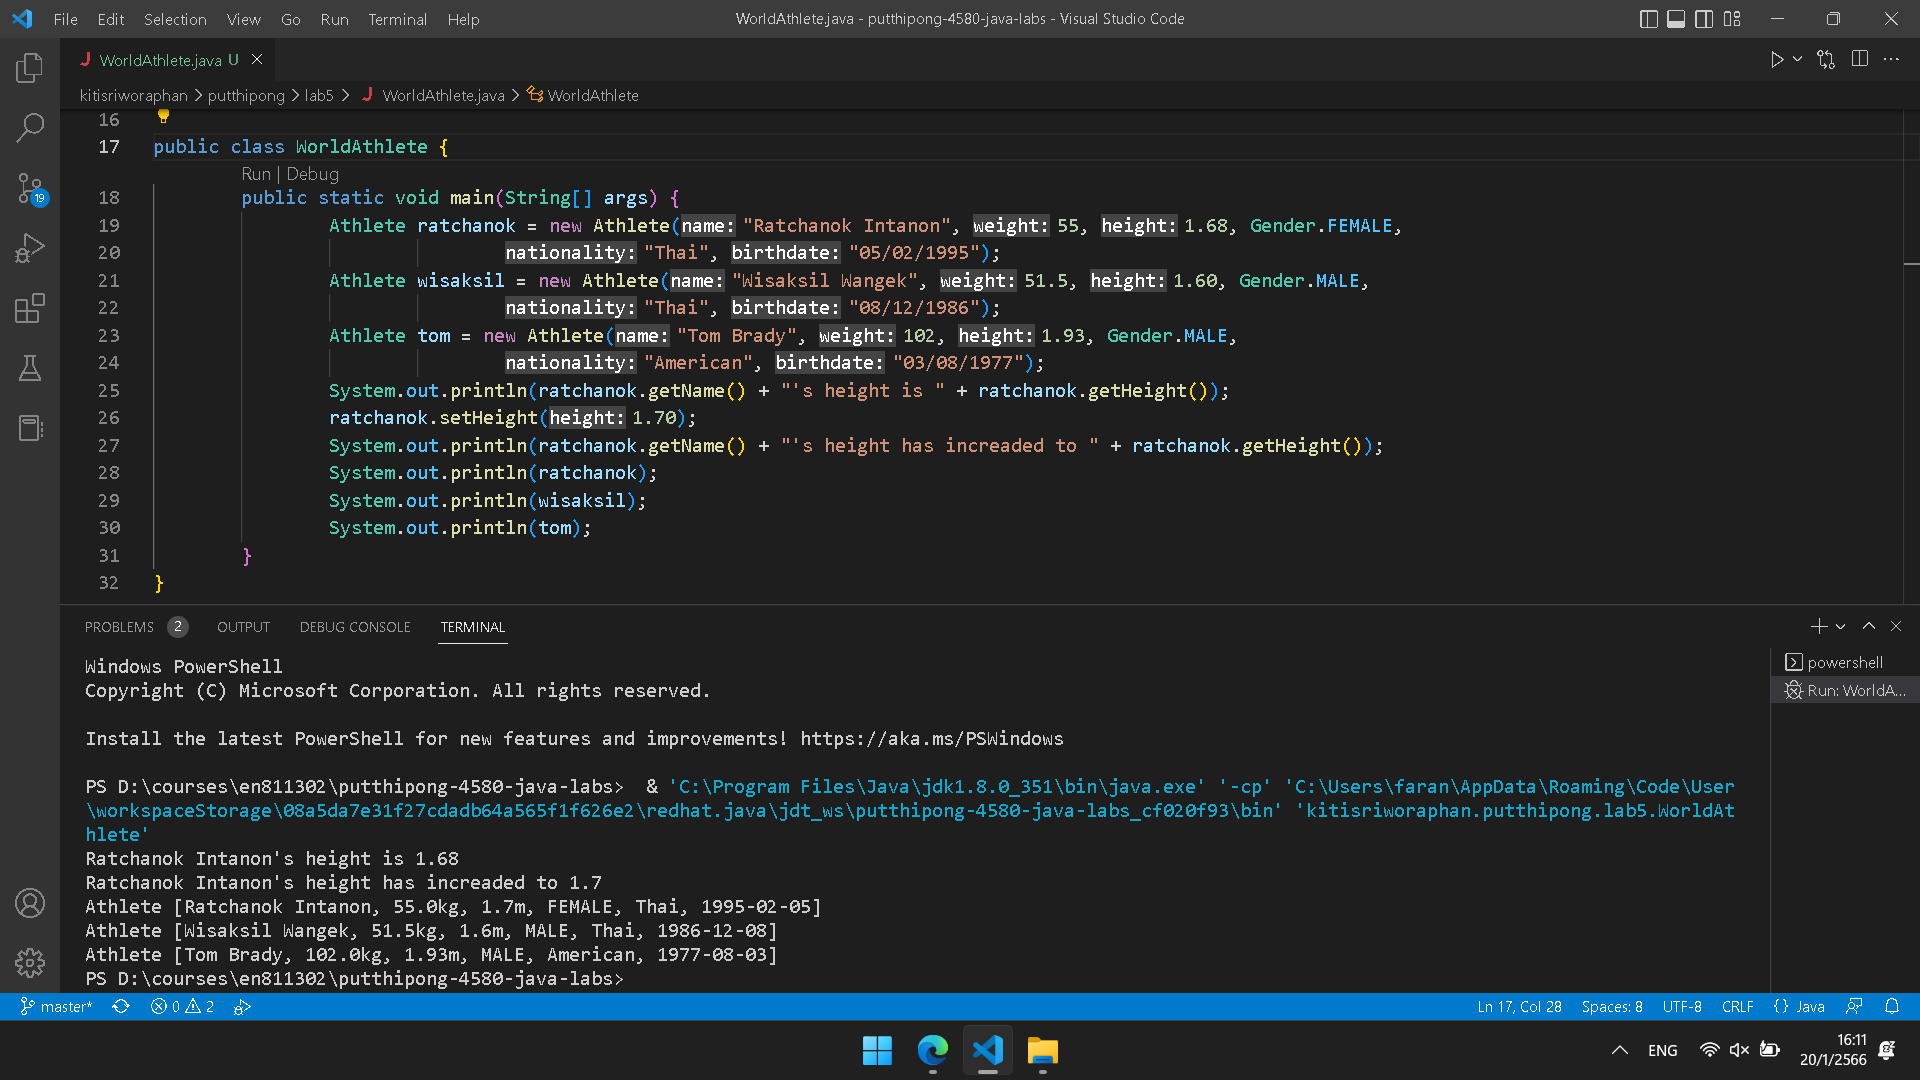 File Edit Selection View Go Run Terminal Help
WorldAthlete.java - putthipong-4580-java-labs - Visual Studio Code
WorldAthlete.java U
kitisriworaphan > putthipong > lab5 > WorldAthlete.java > WorldAthlete
16
17 public class WorldAthlete {
Run | Debug
18 public static void main(String[] args) {
19 Athlete ratchanok = new Athlete(name: "Ratchanok Intanon", weight: 55, height: 1.68, Gender.FEMALE,
20 nationality: "Thai", birthdate: "05/02/1995");
21 Athlete wisaksil = new Athlete(name: "Wisaksil Wangek", weight: 51.5, height: 1.60, Gender.MALE,
22 nationality: "Thai", birthdate: "08/12/1986");
23 Athlete tom = new Athlete(name: "Tom Brady", weight: 102, height: 1.93, Gender.MALE,
24 nationality: "American", birthdate: "03/08/1977");
25 System.out.println(ratchanok.getName() + "'s height is " + ratchanok.getHeight());
26 ratchanok.setHeight(height: 1.70);
27 System.out.println(ratchanok.getName() + "'s height has increaded to " + ratchanok.getHeight());
28 System.out.println(ratchanok);
29 System.out.println(wisaksil);
30 System.out.println(tom);
31 }
32 }
PROBLEMS 2 OUTPUT DEBUG CONSOLE TERMINAL
Windows PowerShell
Copyright (C) Microsoft Corporation. All rights reserved.
Install the latest PowerShell for new features and improvements! https://aka.ms/PSWindows
PS D:\courses\en811302\putthipong-4580-java-labs>  & 'C:\Program Files\Java\jdk1.8.0_351\bin\java.exe' '-cp' 'C:\Users\faran\AppData\Roaming\Code\User
\workspaceStorage\08a5da7e31f27cdadb64a565f1f626e2\redhat.java\jdt_ws\putthipong-4580-java-labs_cf020f93\bin' 'kitisriworaphan.putthipong.lab5.WorldAt
hlete'
Ratchanok Intanon's height is 1.68
Ratchanok Intanon's height has increaded to 1.7
Athlete [Ratchanok Intanon, 55.0kg, 1.7m, FEMALE, Thai, 1995-02-05]
Athlete [Wisaksil Wangek, 51.5kg, 1.6m, MALE, Thai, 1986-12-08]
Athlete [Tom Brady, 102.0kg, 1.93m, MALE, American, 1977-08-03]
PS D:\courses\en811302\putthipong-4580-java-labs>
powershell
Run: WorldA...
19
master* 0 2
Ln 17, Col 28 Spaces: 8 UTF-8 CRLF {} Java
ENG
16:11
20/1/2566